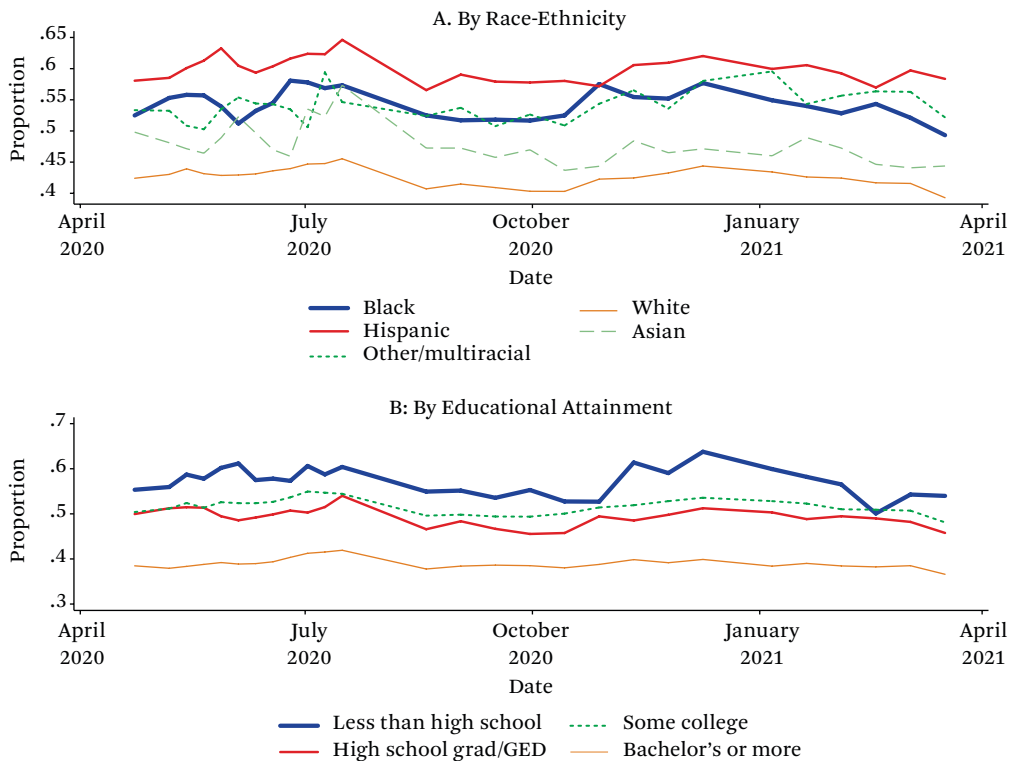 A. By Race-Ethnicity
Proportion
.65
.6
.55
.5
.45
.4
April 2020
July 2020
October 2020
January 2021
April 2021
Date
Black
Hispanic
Other/multiracial
White
Asian
B: By Educational Attainment
Proportion
.7
.6
.5
.4
.3
April 2020
July 2020
October 2020
January 2021
April 2021
Date
Less than high school
High school grad/GED
Some college
Bachelor's or more